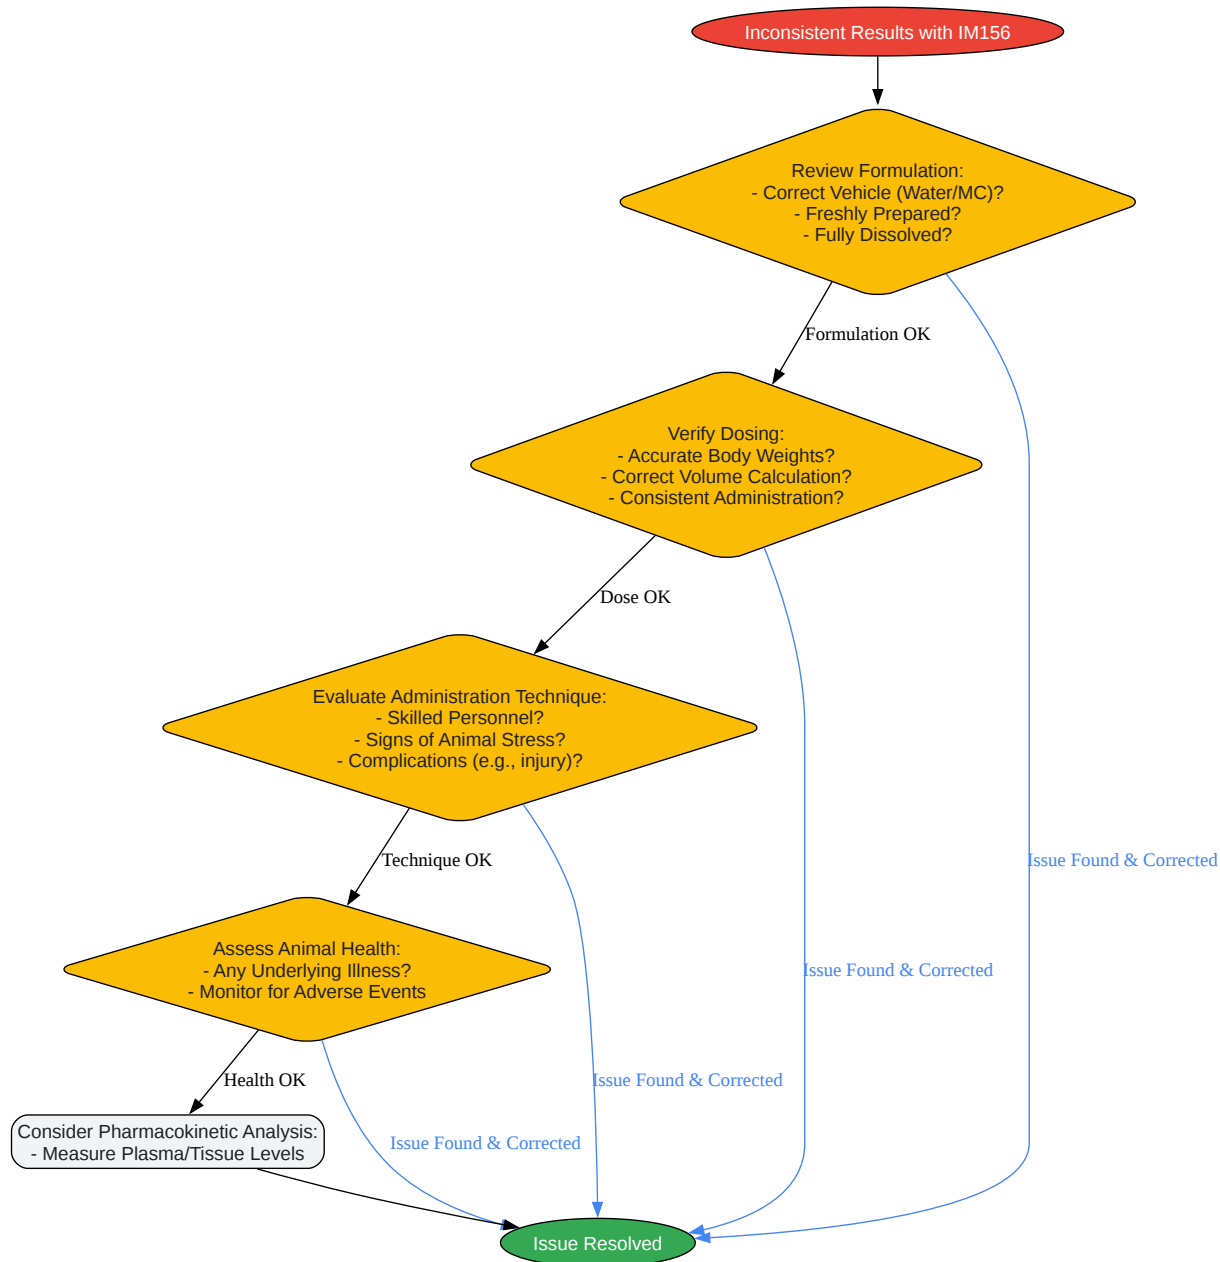 Inconsistent Results with IM156
Review Formulation:
- Correct Vehicle (Water/MC)?
- Freshly Prepared?
- Fully Dissolved?
Formulation OK
Verify Dosing:
- Accurate Body Weights?
- Correct Volume Calculation?
- Consistent Administration?
Dose OK
Evaluate Administration Technique:
- Skilled Personnel?
- Signs of Animal Stress?
- Complications (e.g., injury)?
Technique OK
Issue Found & Corrected
Assess Animal Health:
- Any Underlying Illness?
- Monitor for Adverse Events
Issue Found & Corrected
Health OK
Issue Found & Corrected
Consider Pharmacokinetic Analysis:
- Measure Plasma/Tissue Levels
Issue Found & Corrected
Issue Resolved